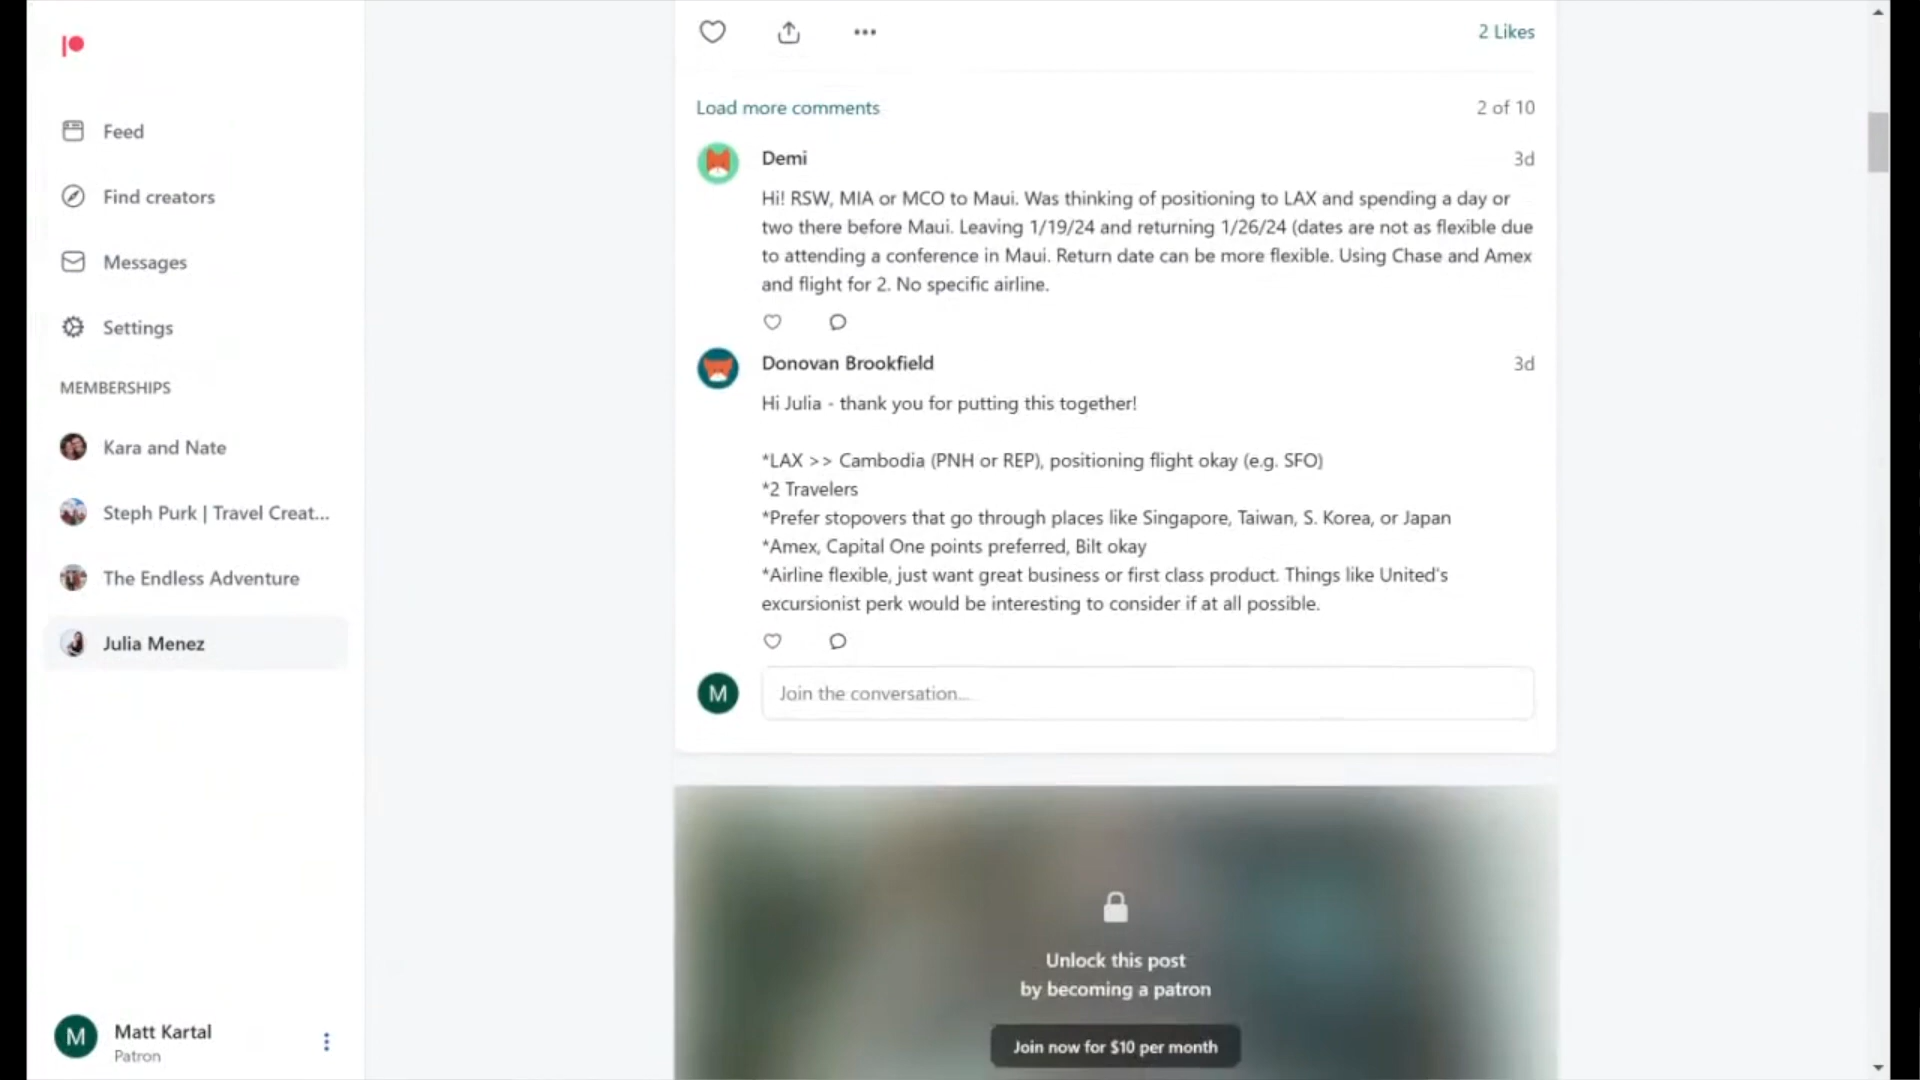 Feed
Find creators
Messages
Settings
MEMBERSHIPS
Kara and Nate
Steph Purk | Travel Creat...
The Endless Adventure
Julia Menez
M
Matt Kartal
Patron
2 Likes
Load more comments
2 of 10
Demi
3d
Hi! RSW, MIA or MCO to Maui. Was thinking of positioning to LAX and spending a day or
two there before Maui. Leaving 1/19/24 and returning 1/26/24 (dates are not as flexible due
to attending a conference in Maui. Return date can be more flexible. Using Chase and Amex
and flight for 2. No specific airline.
Donovan Brookfield
3d
Hi Julia - thank you for putting this together!
*LAX >> Cambodia (PNH or REP), positioning flight okay (e.g. SFO)
*2 Travelers
*Prefer stopovers that go through places like Singapore, Taiwan, S. Korea, or Japan
*Amex, Capital One points preferred, Bilt okay
*Airline flexible, just want great business or first class product. Things like United's
excursionist perk would be interesting to consider if at all possible.
M
Join the conversation...
Unlock this post
by becoming a patron
Join now for $10 per month